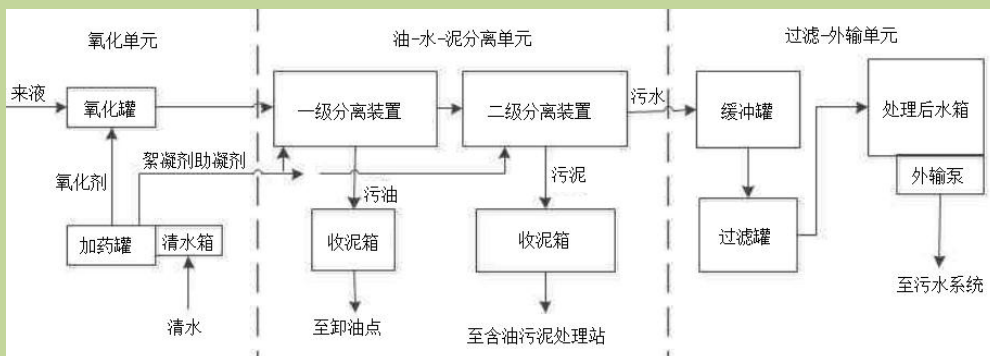 氧化单元
油-水-泥分离单元
过滤-外输单元
来液
氧化罐
一级分离装置
二级分离装置
污水
缓冲罐
处理后水箱
外输泵
絮凝剂助凝剂
氧化剂
污油
污泥
加药罐
清水箱
收泥箱
收泥箱
过滤罐
至污水系统
清水
至卸油点
至含油污泥处理站